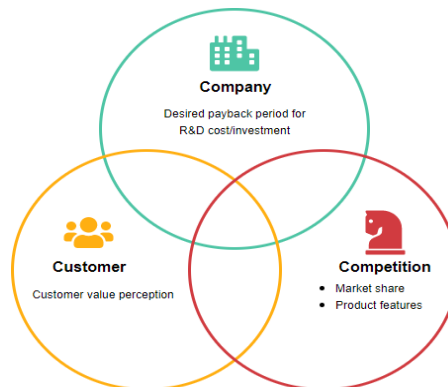 Company
Desired payback period for
R&D cost/investment
Customer
Customer value perception
Competition
• Market share
• Product features